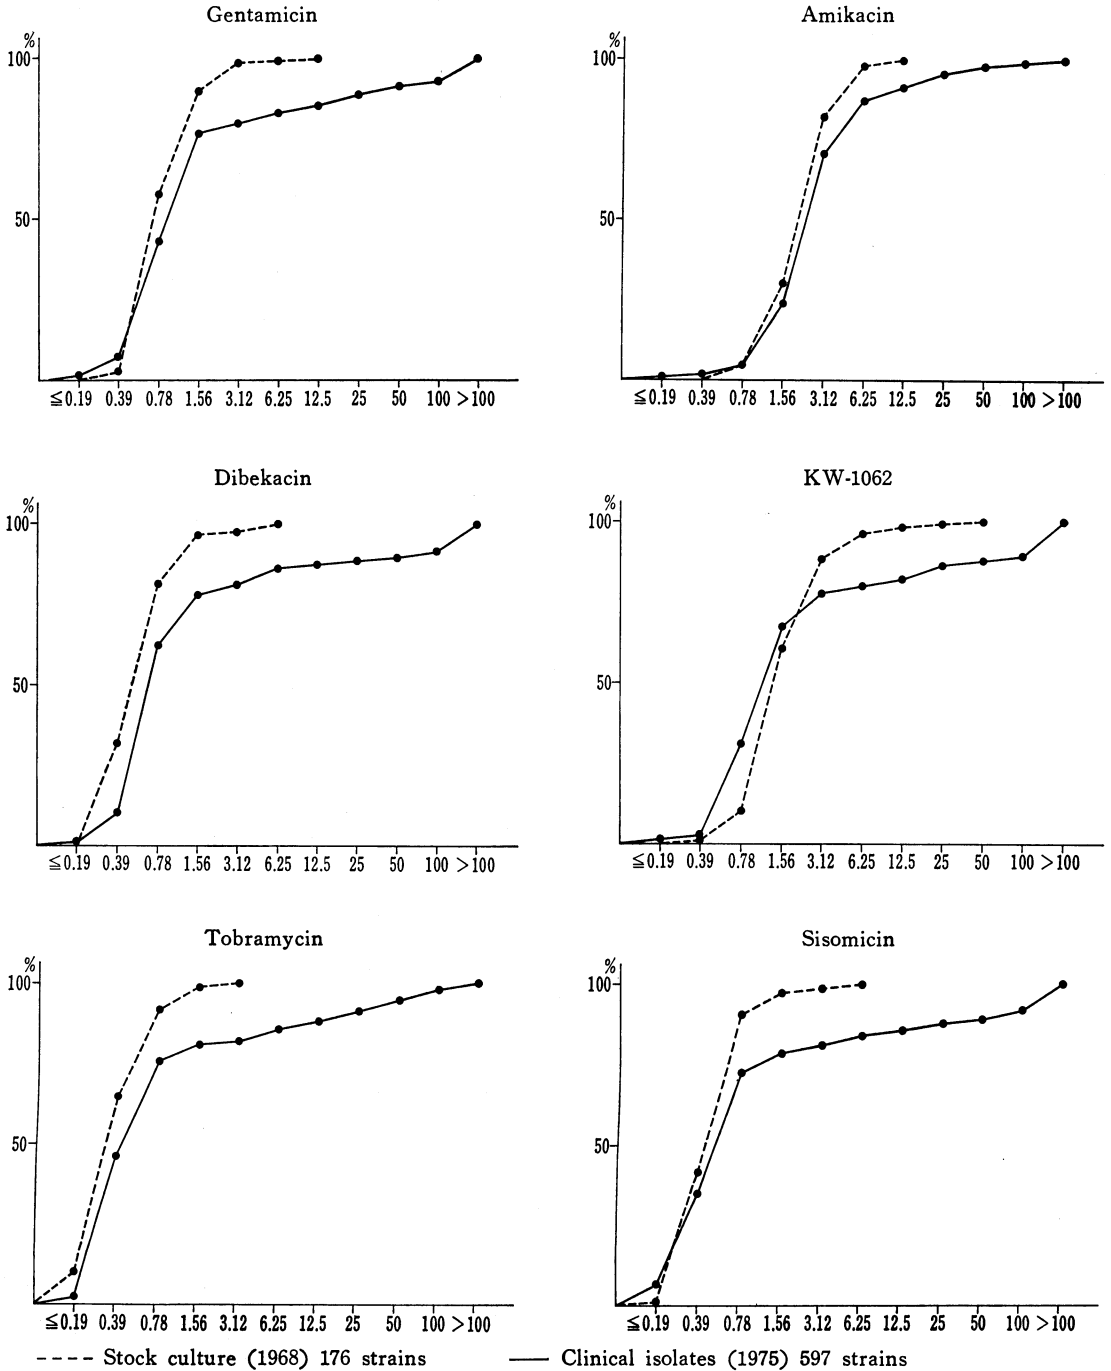 Gentamicin
%
100
50
≦0.19 0.39 0.78 1.56 3.12 6.25 12.5 25 50 100 >100
Amikacin
%
100
50
≦0.19 0.39 0.78 1.56 3.12 6.25 12.5 25 50 100 >100
Dibekacin
%
100
50
≦0.19 0.39 0.78 1.56 3.12 6.25 12.5 25 50 100 >100
KW-1062
%
100
50
≦0.19 0.39 0.78 1.56 3.12 6.25 12.5 25 50 100 >100
Tobramycin
%
100
50
≦0.19 0.39 0.78 1.56 3.12 6.25 12.5 25 50 100 >100
Sisomicin
%
100
50
≦0.19 0.39 0.78 1.56 3.12 6.25 12.5 25 50 100 >100
Stock culture (1968) 176 strains
Clinical isolates (1975) 597 strains